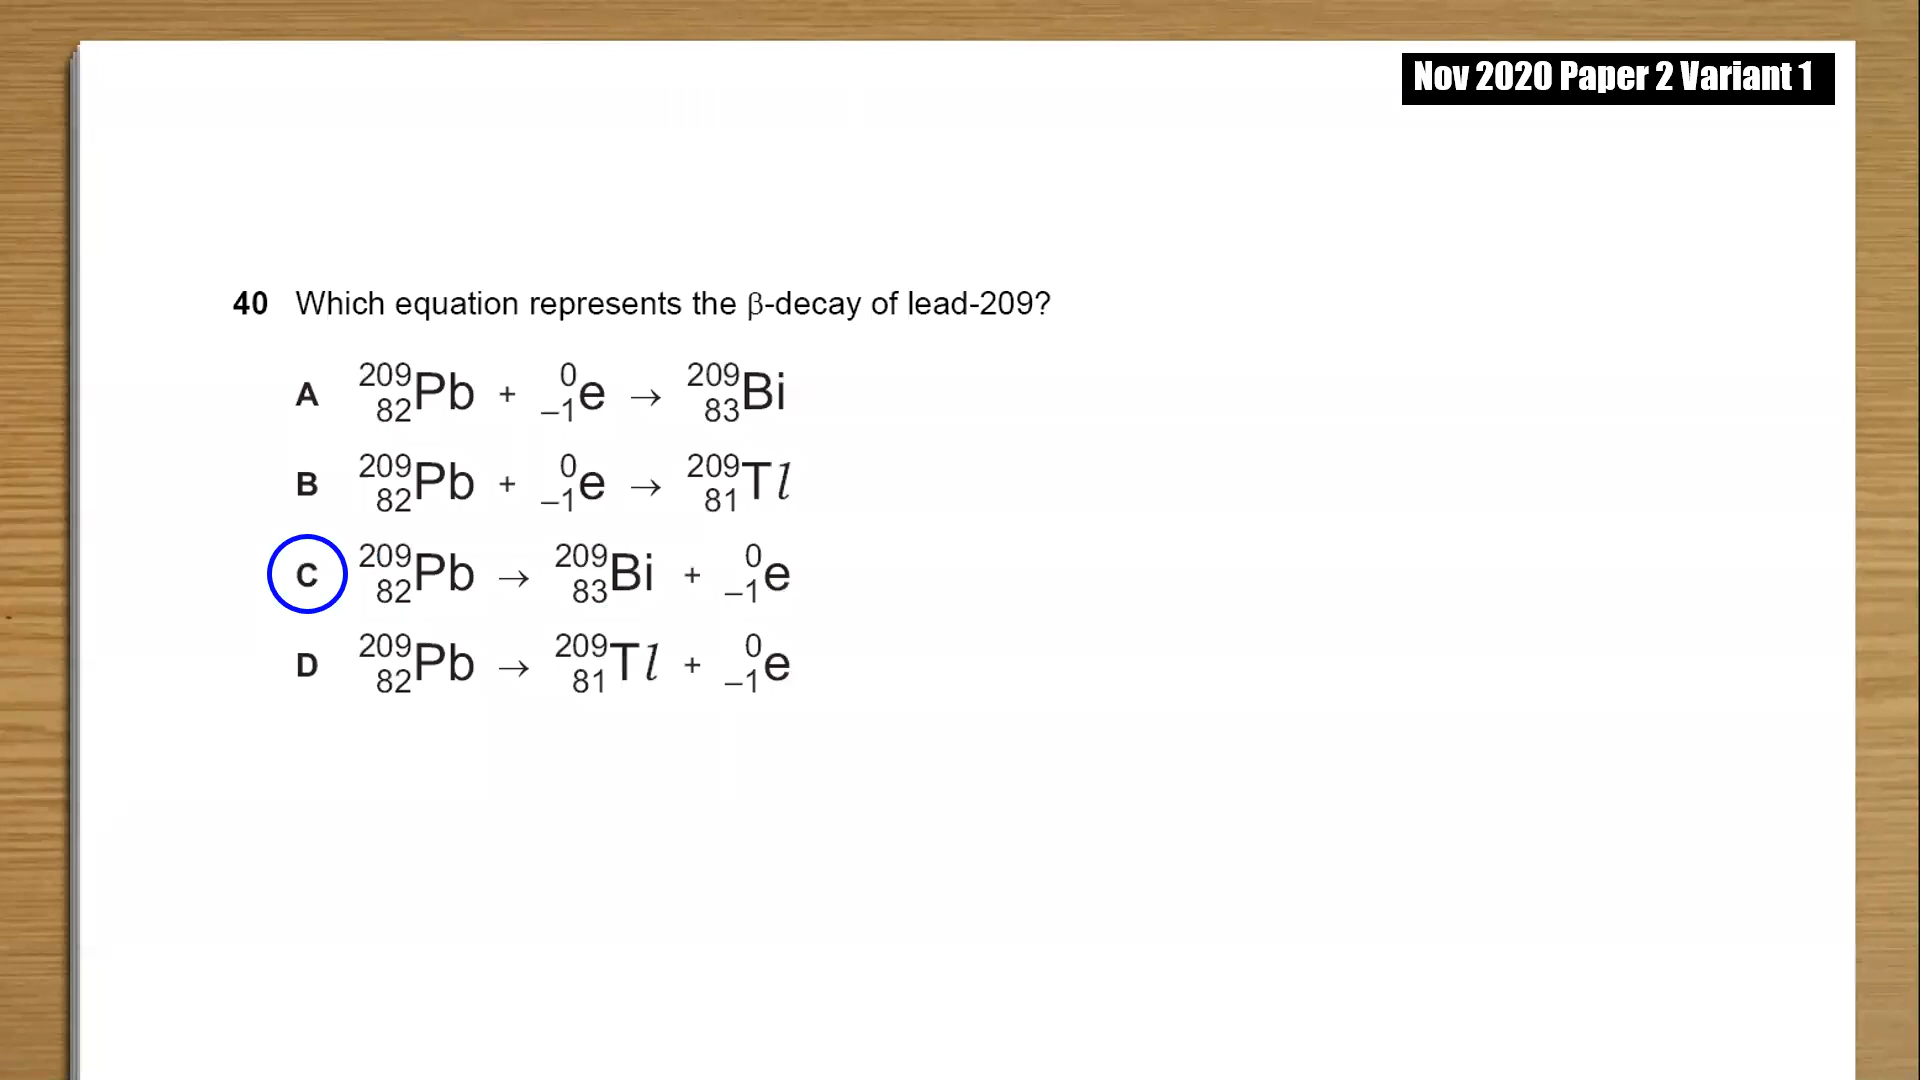 Nov 2020 Paper 2 Variant 1
40 Which equation represents the β-decay of lead-209?
A ²⁰⁹₈₂Pb + ⁰₋₁e → ²⁰⁹₈₃Bi
B ²⁰⁹₈₂Pb + ⁰₋₁e → ²⁰⁹₈₁Tl
C ²⁰⁹₈₂Pb → ²⁰⁹₈₃Bi + ⁰₋₁e
D ²⁰⁹₈₂Pb → ²⁰⁹₈₁Tl + ⁰₋₁e